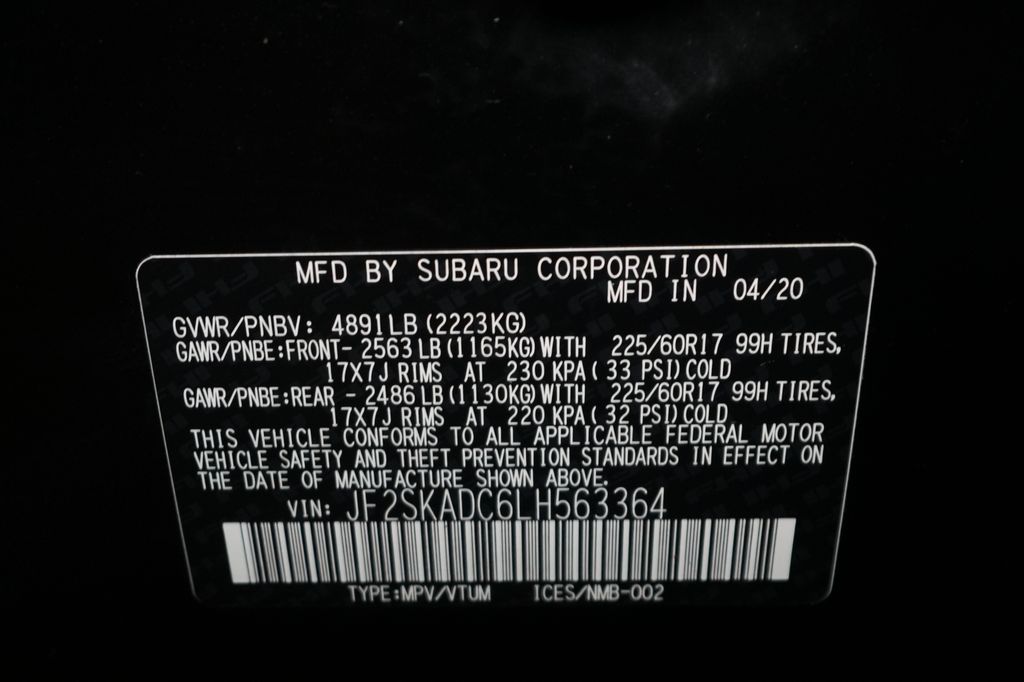 MFD BY SUBARU CORPORATION
MFD IN 04/20
GVWR/PNBV: 4891LB (2223KG)
GAWR/PNBE:FRONT- 2563 LB (1165KG) WITH 225/60R17 99H TIRES,
17X7J RIMS AT 230 KPA ( 33 PSI) COLD
GAWR/PNBE:REAR - 2486 LB (1130KG) WITH 225/60R17 99H TIRES,
17X7J RIMS AT 220 KPA ( 32 PSI) COLD
THIS VEHICLE CONFORMS TO ALL APPLICABLE FEDERAL MOTOR
VEHICLE SAFETY AND THEFT PREVENTION STANDARDS IN EFFECT ON
THE DATE OF MANUFACTURE SHOWN ABOVE.
VIN: JF2SKADC6LH563364
TYPE:MPV/VTUM ICES/NMB-002